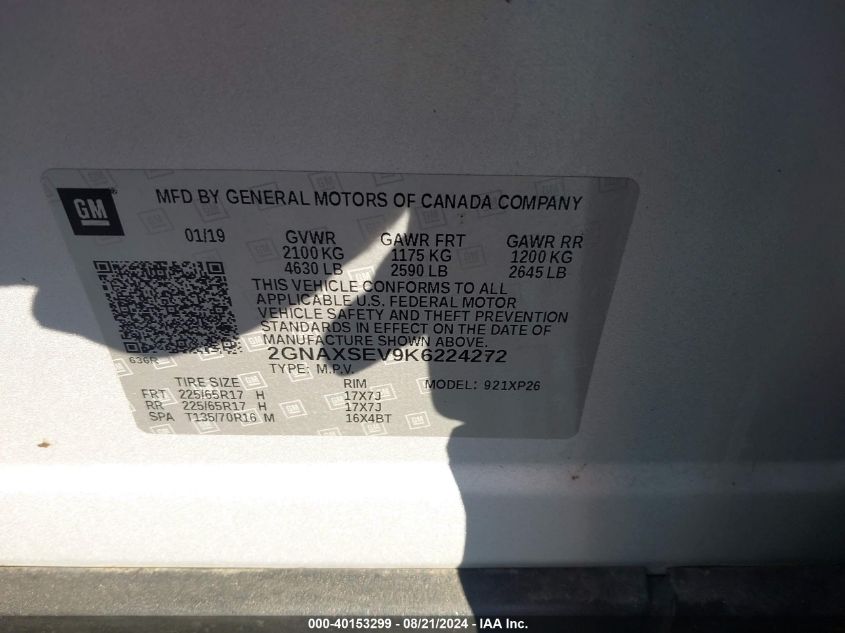 GM®
MFD BY GENERAL MOTORS OF CANADA COMPANY
01/19 GVWR GAWR FRT GAWR RR
2100 KG 1175 KG 1200 KG
4630 LB 2590 LB 2645 LB
THIS VEHICLE CONFORMS TO ALL
APPLICABLE U.S. FEDERAL MOTOR
VEHICLE SAFETY AND THEFT PREVENTION
STANDARDS IN EFFECT ON THE DATE OF
MANUFACTURE SHOWN ABOVE.
636R 2GNAXSEV9K6224272
TYPE: M.P.V.
TIRE SIZE RIM MODEL: 921XP26
FRT 225/65R17 H 17X7J
RR 225/65R17 H 17X7J
SPA T135/70R16 M 16X4BT
000-40153299 - 08/21/2024 - IAA Inc.